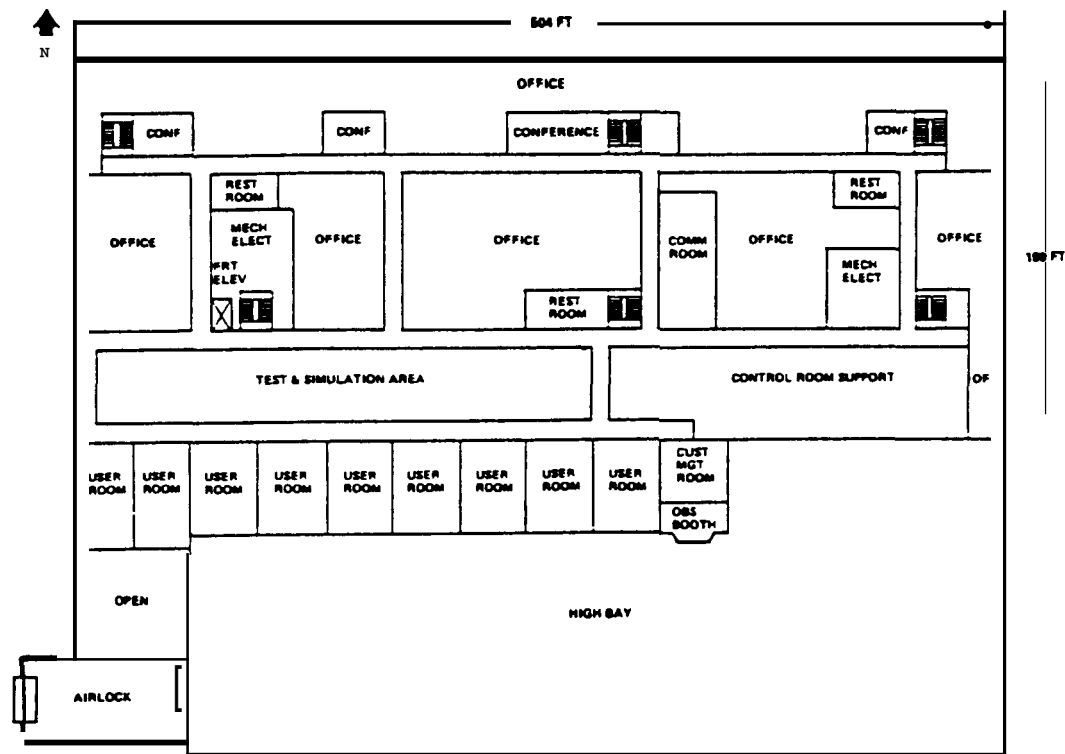 504 FT
N
OFFICE
CONF
CONF
CONFERENCE
CONF
REST
ROOM
REST
ROOM
OFFICE
MECH
ELECT
OFFICE
OFFICE
COMM
ROOM
OFFICE
OFFICE
FRT
ELEV
MECH
ELECT
REST
ROOM
TEST & SIMULATION AREA
CONTROL ROOM SUPPORT
OF
USER
ROOM
USER
ROOM
USER
ROOM
USER
ROOM
USER
ROOM
USER
ROOM
USER
ROOM
USER
ROOM
USER
ROOM
CUST
MGT
ROOM
OBS
BOOTH
OPEN
HIGH BAY
AIRLOCK
FT